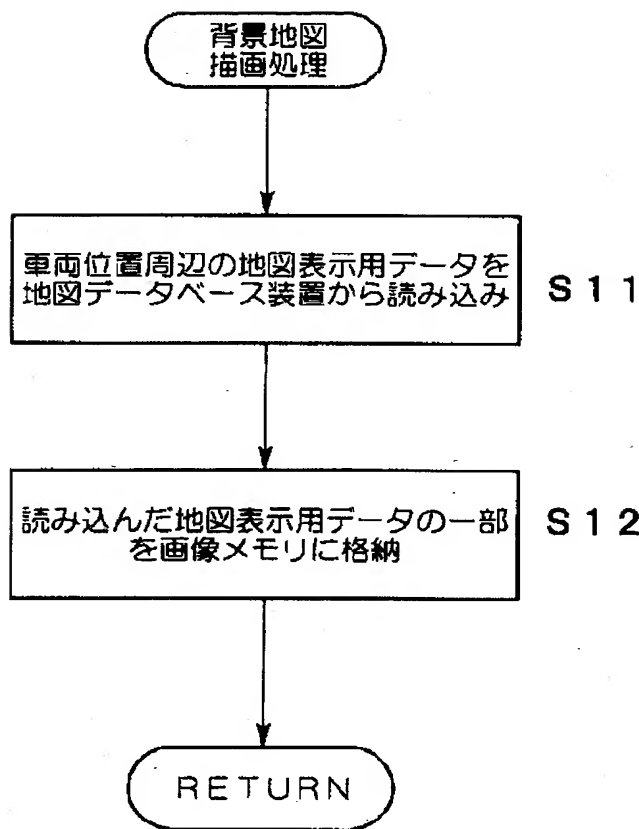 背景地図
描画処理
車両位置周辺の地図表示用データを
地図データベース装置から読み込み
S11
読み込んだ地図表示用データの一部
を画像メモリに格納
S12
RETURN